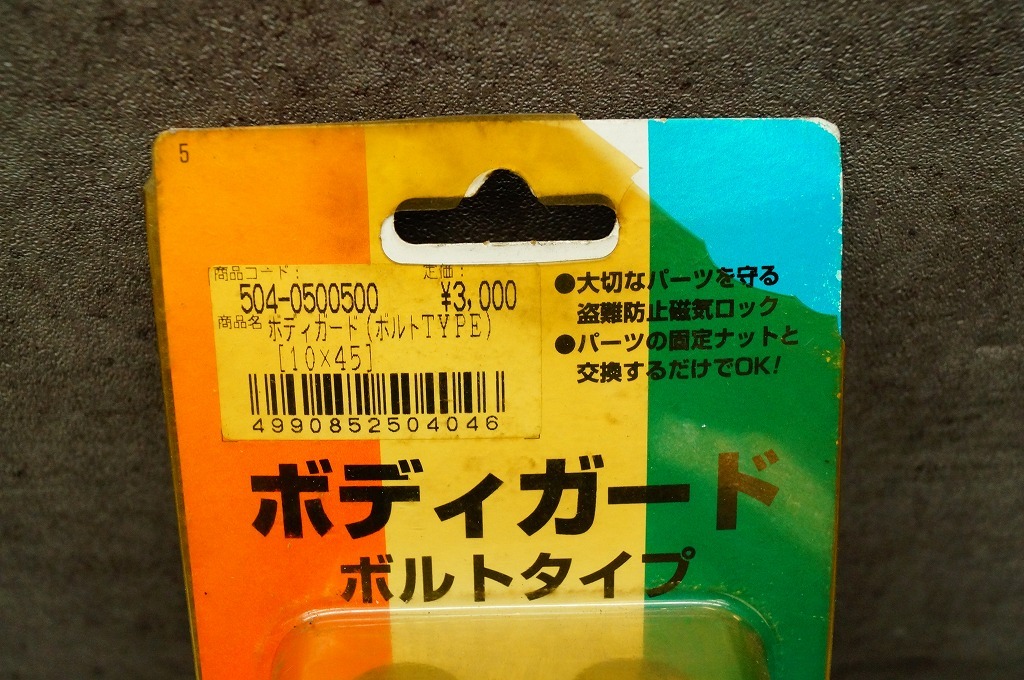 5
商品コード: 定価:
504-0500500 ¥3,000
商品名 ボディガード(ボルトTYPE)
[10×45]
4990852504046
●大切なパーツを守る
盗難防止磁気ロック
●パーツの固定ナットと
交換するだけでOK!
ボディガード
ボルトタイプ